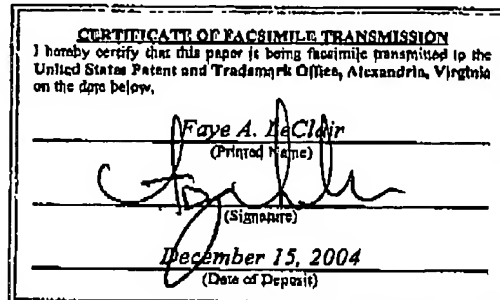 CERTIFICATE OF FACSIMILE TRANSMISSION
I hereby certify that this paper is being facsimile transmitted to the
United States Patent and Trademark Office, Alexandria, Virginia
on the date below.
Faye A. LeClair
(Printed Name)
(Signature)
December 15, 2004
(Date of Deposit)